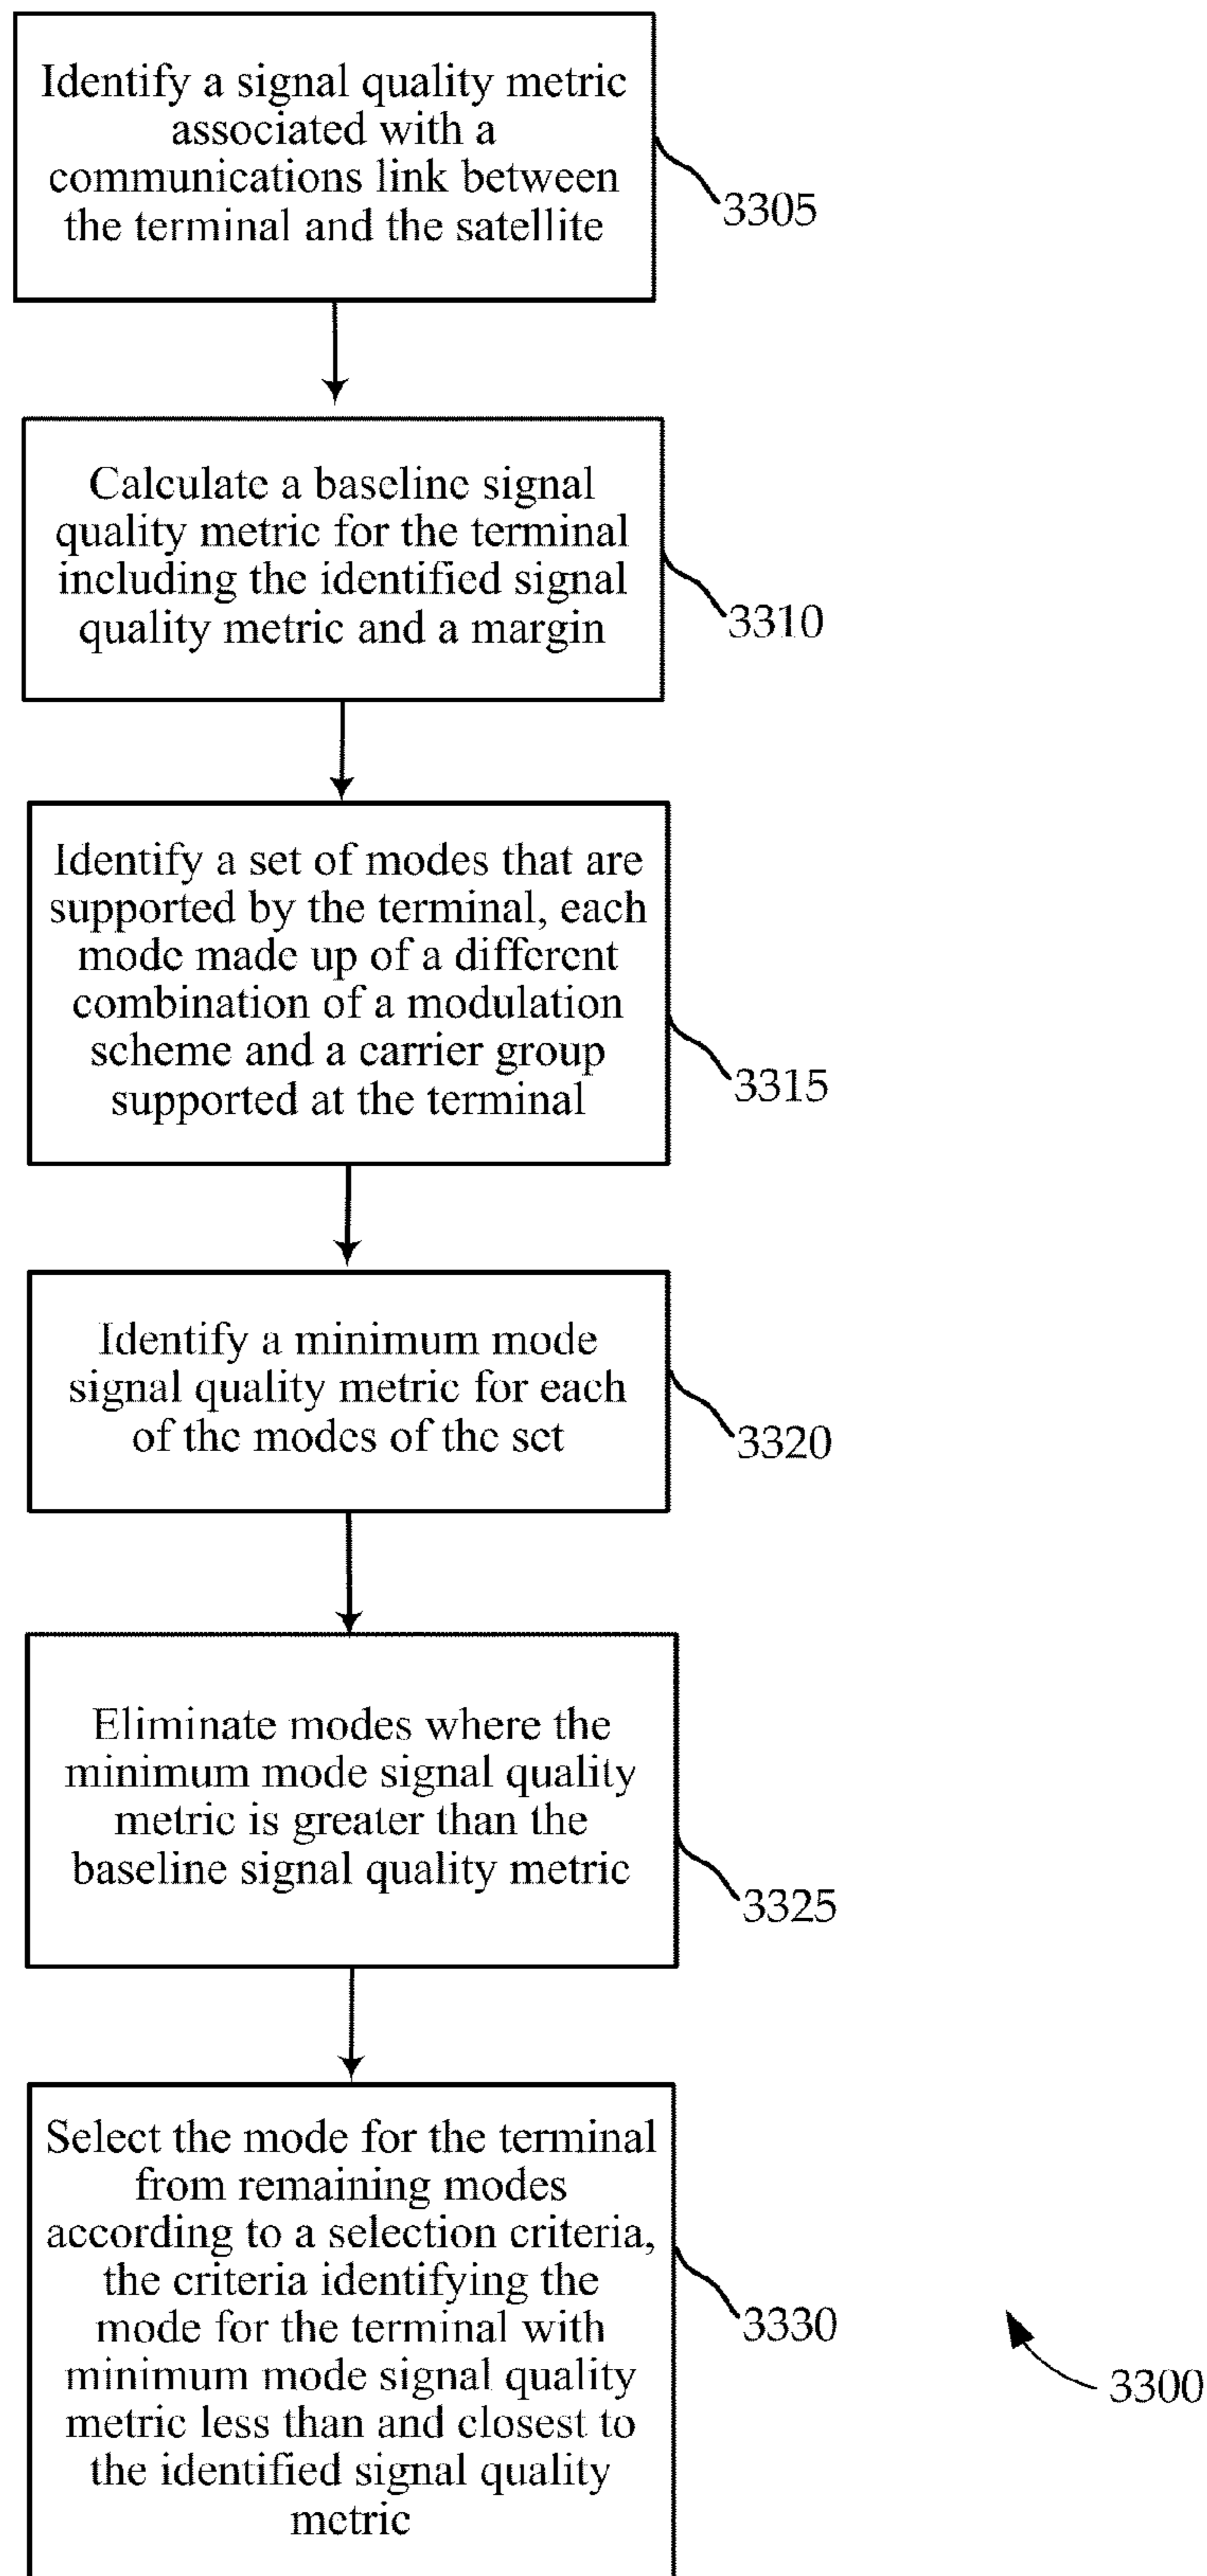 Identify a signal quality metric
associated with a
communications link between
the terminal and the satellite
3305
Calculate a baseline signal
quality metric for the terminal
including the identified signal
quality metric and a margin
3310
Identify a set of modes that are
supported by the terminal, each
mode made up of a different
combination of a modulation
scheme and a carrier group
supported at the terminal
3315
Identify a minimum mode
signal quality metric for each
of the modes of the set
3320
Eliminate modes where the
minimum mode signal quality
metric is greater than the
baseline signal quality metric
3325
Select the mode for the terminal
from remaining modes
according to a selection criteria,
the criteria identifying the
mode for the terminal with
minimum mode signal quality
metric less than and closest to
the identified signal quality
metric
3330
3300